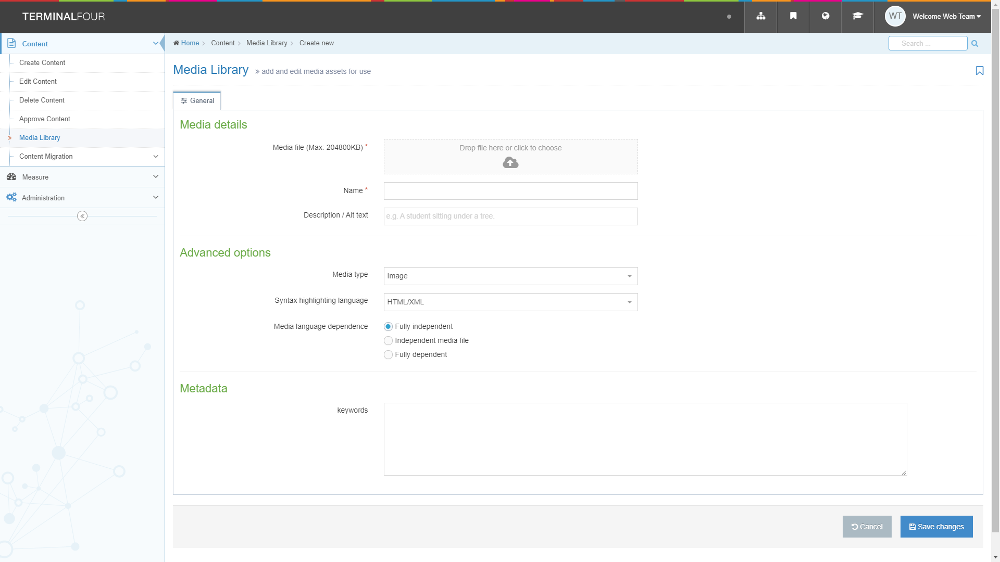 TERMINALFOUR
WT Welcome Web Team
Content
Create Content
Edit Content
Delete Content
Approve Content
» Media Library
Content Migration
Measure
Administration
«
Home > Content > Media Library > Create new
Search ...
Media Library » add and edit media assets for use
General
Media details
Media file (Max: 204800KB) *
Drop file here or click to choose
Name *
Description / Alt text
e.g. A student sitting under a tree.
Advanced options
Media type
Image
Syntax highlighting language
HTML/XML
Media language dependence
Fully independent
Independent media file
Fully dependent
Metadata
keywords
Cancel
Save changes